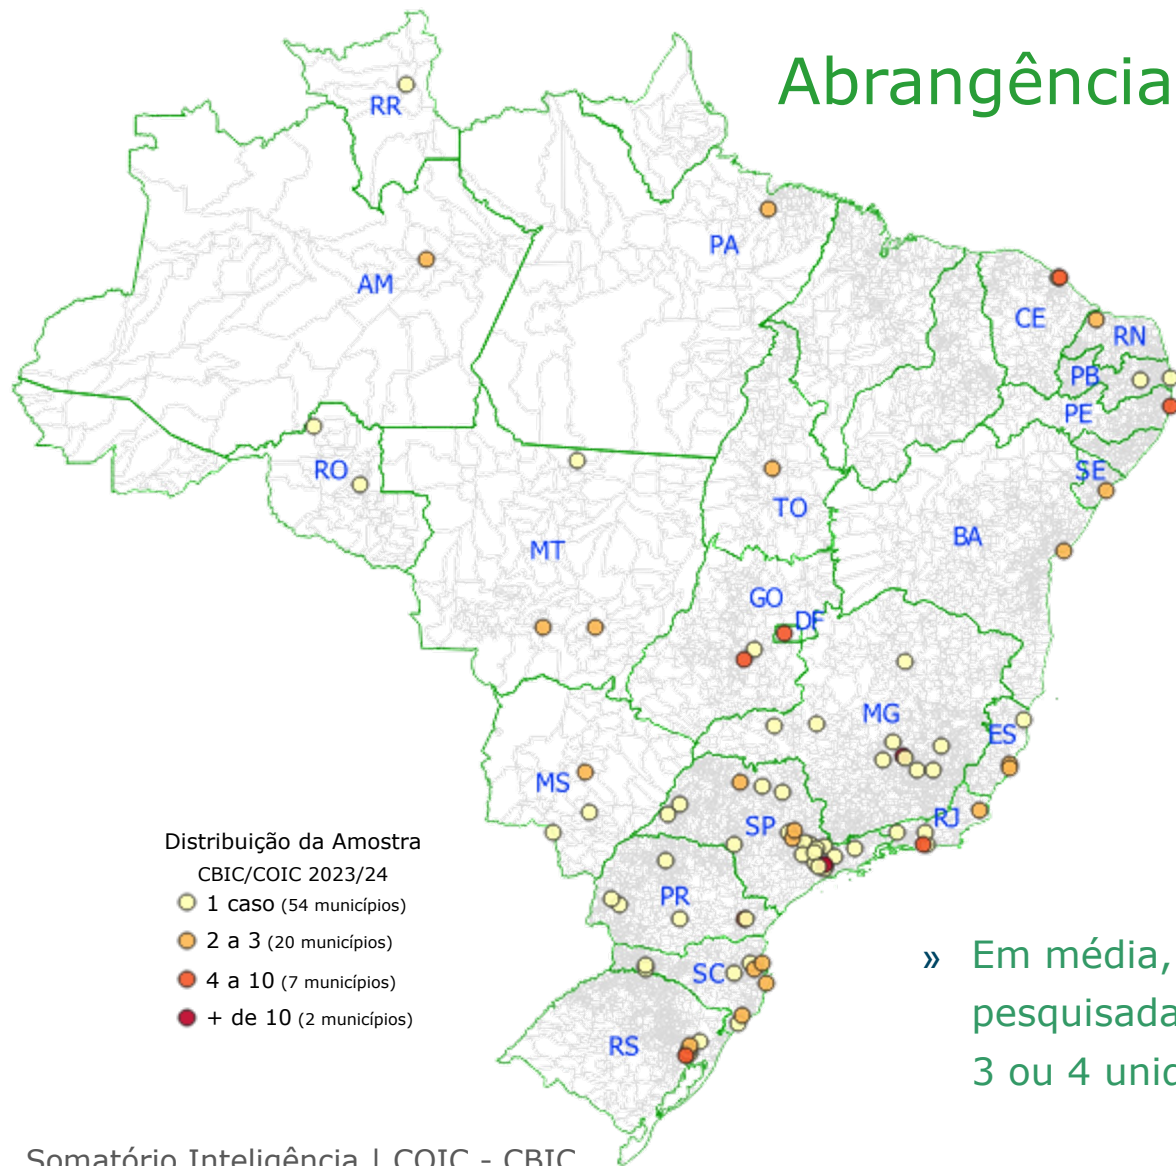 Abrangência
RR
PA
AM
CE
RN
PB
PE
RO
SE
TO
BA
MT
GO
DF
MG
ES
MS
SP
RJ
Distribuição da Amostra
CBIC/COIC 2023/24
1 caso (54 municípios)
2 a 3 (20 municípios)
4 a 10 (7 municípios)
+ de 10 (2 municípios)
PR
SC
RS
» Em média,
pesquisada
3 ou 4 unid
Somatório Inteligência | COIC - CBIC